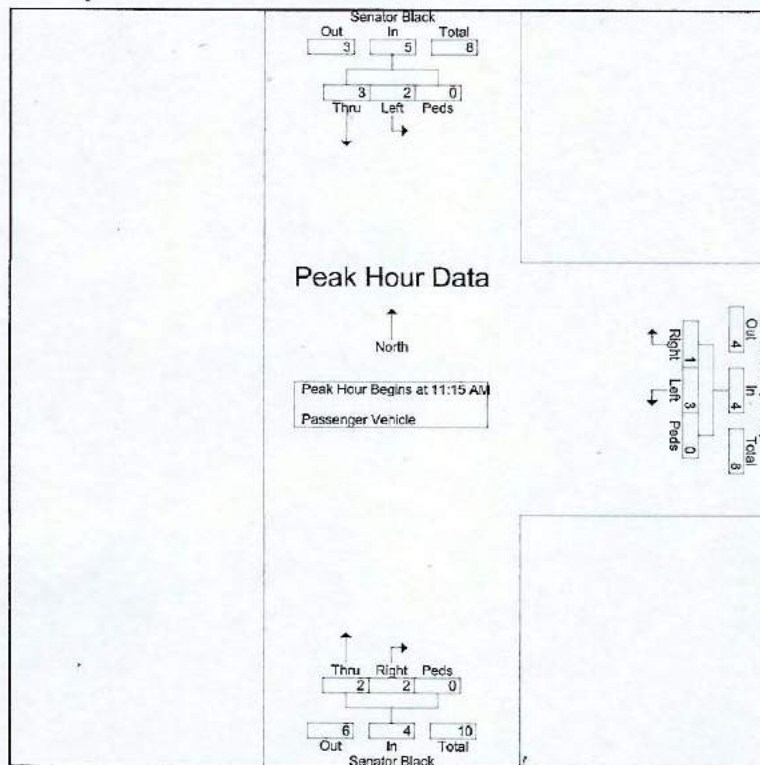 Senator Black
Out In Total
3 5 8
3 2 0
Thru Left Peds
Peak Hour Data
North
Peak Hour Begins at 11:15 AM
Passenger Vehicle
Out In Total
4 4 8
1 3 0
Right Left Peds
Thru Right Peds
2 2 0
6 4 10
Out In Total
Senator Black